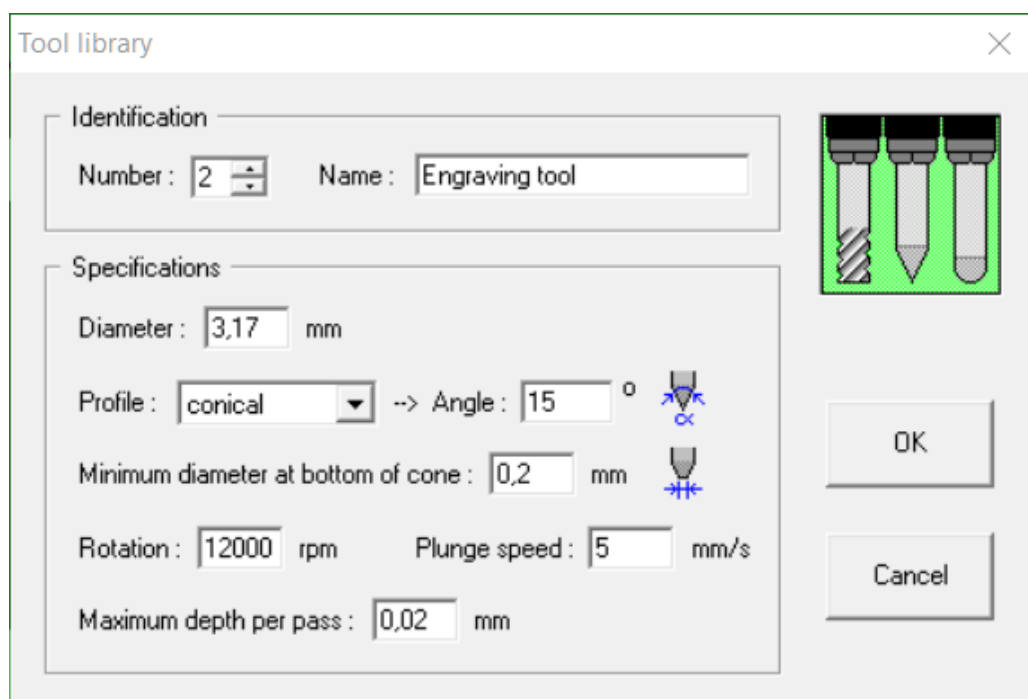 Tool library
Identification
Number : 2 Name : Engraving tool
Specifications
Diameter : 3,17 mm
Profile : conical --> Angle : 15 º
α
Minimum diameter at bottom of cone : 0,2 mm
Rotation : 12000 rpm Plunge speed : 5 mm/s
Maximum depth per pass : 0,02 mm
OK
Cancel